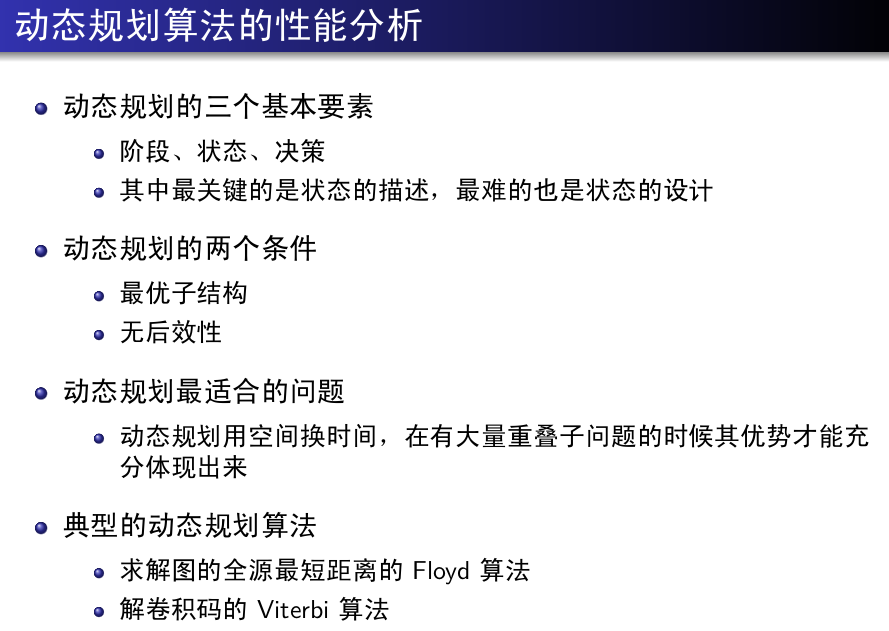 动态规划算法的性能分析
动态规划的三个基本要素
阶段、状态、决策
其中最关键的是状态的描述，最难的也是状态的设计
动态规划的两个条件
最优子结构
无后效性
动态规划最适合的问题
动态规划用空间换时间，在有大量重叠子问题的时候其优势才能充
分体现出来
典型的动态规划算法
求解图的全源最短距离的 Floyd 算法
解卷积码的 Viterbi 算法